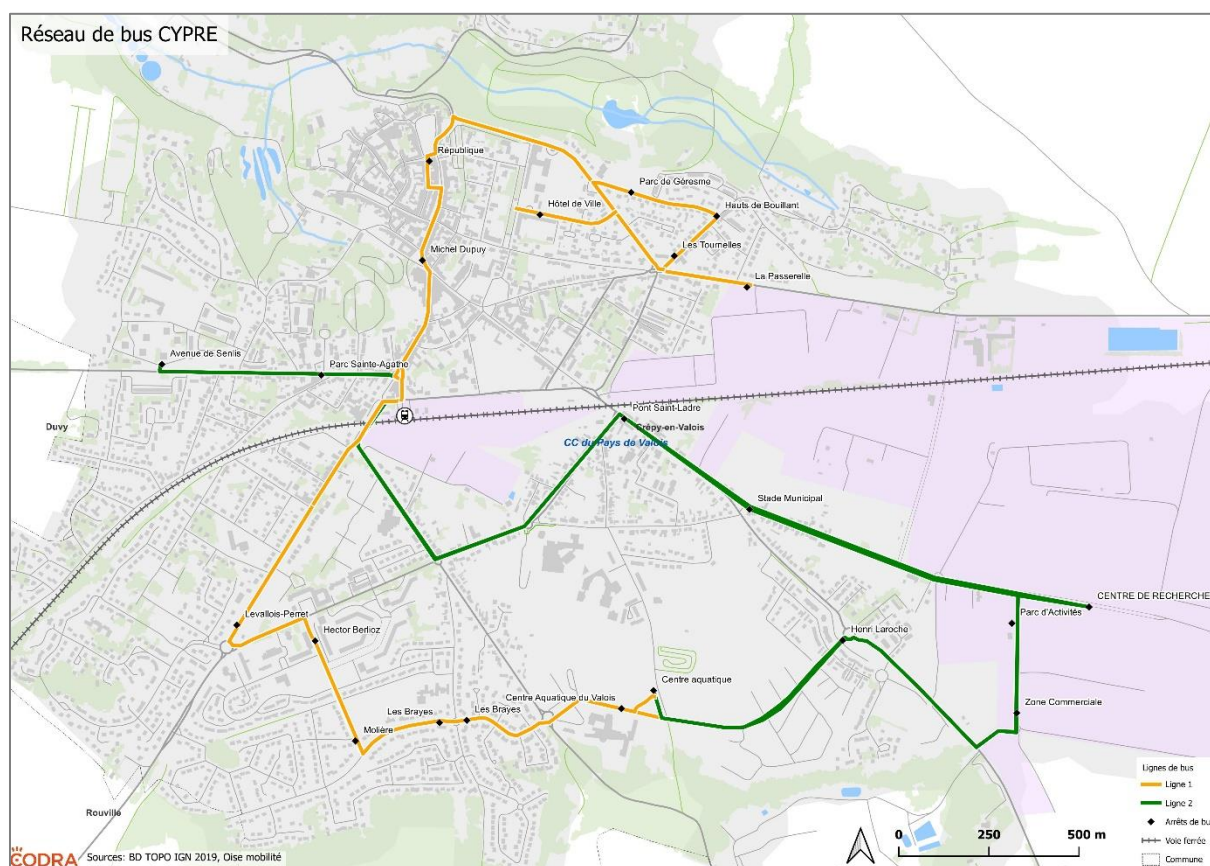 Réseau de bus CYPRE
République
Parc de Géresme
Hôtel de Ville
Hauts de Bouillant
Michel Dupuy
Les Tournelles
La Passerelle
Avenue de Senlis
Parc Sainte-Agathe
Duvy
Pont Saint-Ladre
Crépy-en-Valois
CC du Pays de Valois
Stade Municipal
CENTRE DE RECHERCHE
Parc d'Activités
Levallois-Perret
Hector Berlioz
Henri Laroche
Centre aquatique
Centre Aquatique du Valois
Zone Commerciale
Les Brayes
Les Brayes
Molière
Rouville
Lignes de bus
Ligne 1
Ligne 2
Arrêts de bu
Voie ferrée
Commune
0 250 500 m
CODRA
Sources: BD TOPO IGN 2019, Oise mobilité